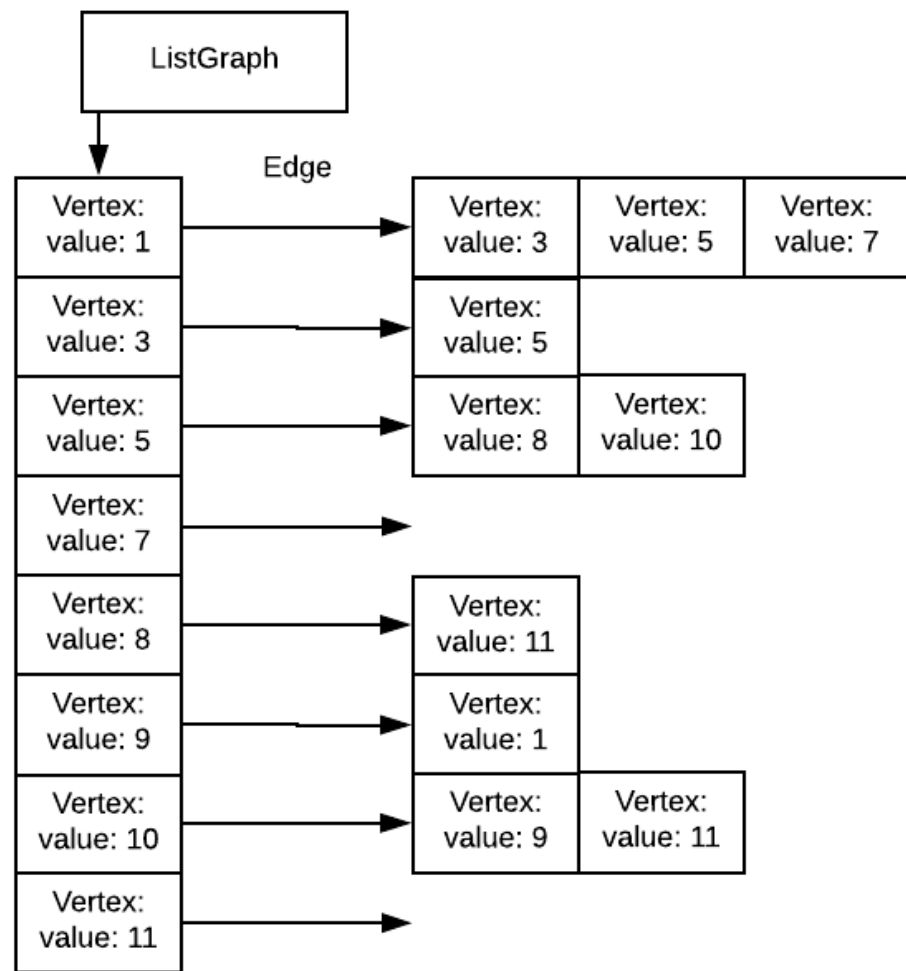 ListGraph
Edge
Vertex:
value: 1
Vertex:
value: 3
Vertex:
value: 5
Vertex:
value: 7
Vertex:
value: 3
Vertex:
value: 5
Vertex:
value: 5
Vertex:
value: 8
Vertex:
value: 10
Vertex:
value: 7
Vertex:
value: 8
Vertex:
value: 11
Vertex:
value: 9
Vertex:
value: 1
Vertex:
value: 10
Vertex:
value: 9
Vertex:
value: 11
Vertex:
value: 11